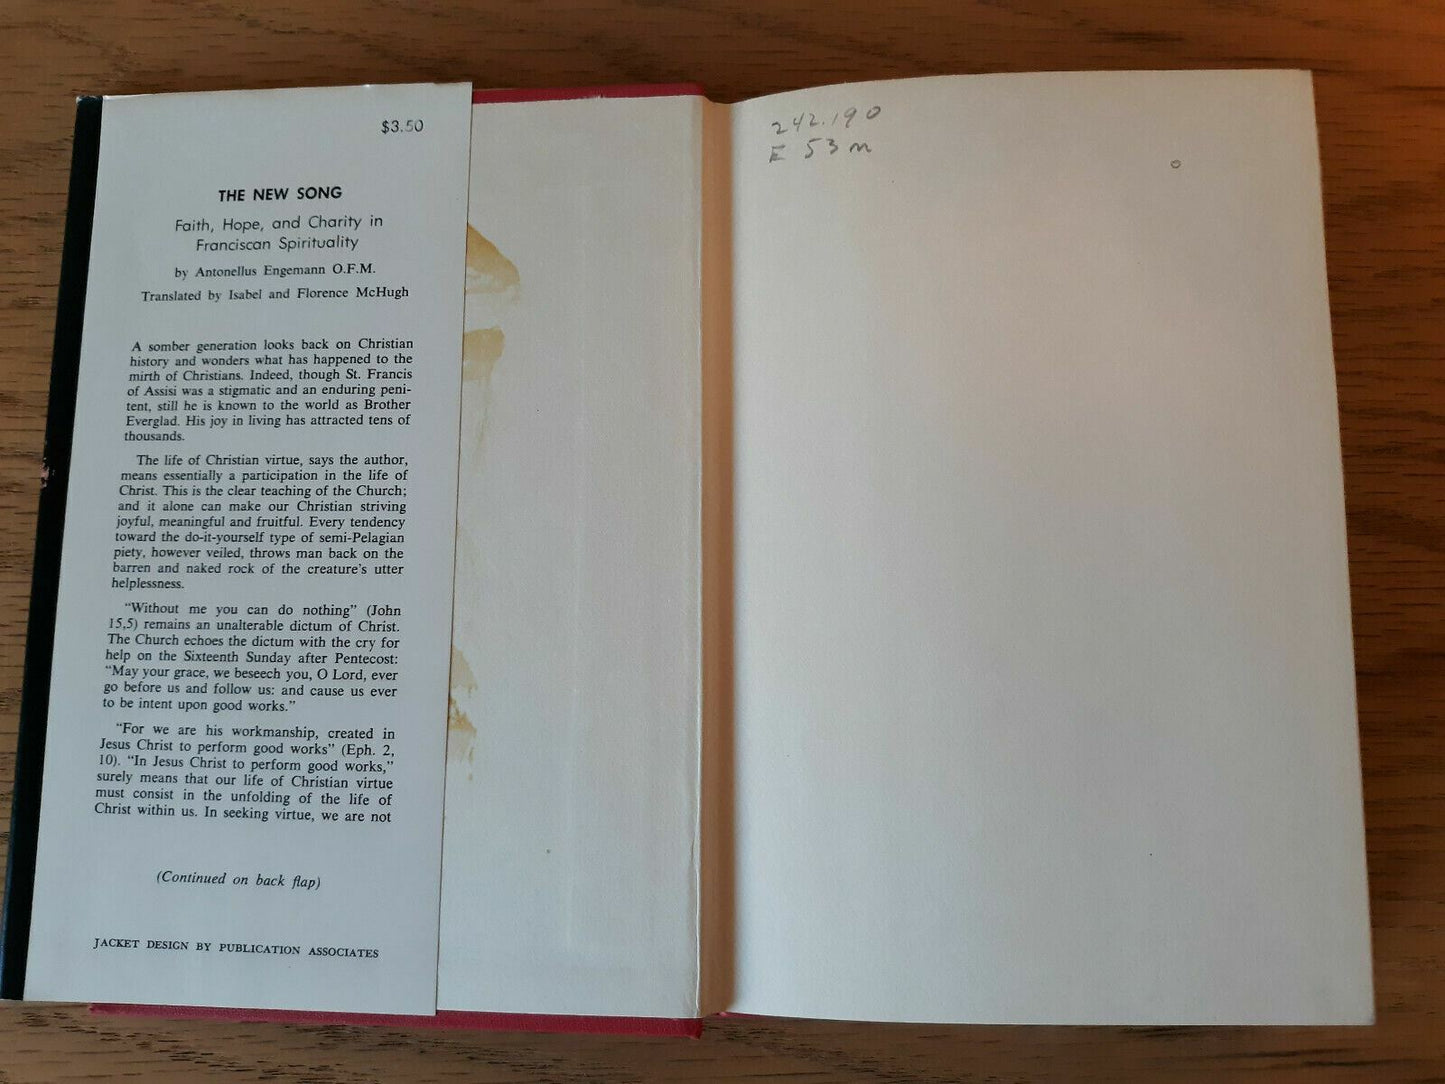 $3.50
THE NEW SONG
Faith, Hope, and Charity in
Franciscan Spirituality
by Antonellus Engemann O.F.M.
Translated by Isabel and Florence McHugh
A somber generation looks back on Christian
history and wonders what has happened to the
mirth of Christians. Indeed, though St. Francis
of Assisi was a stigmatic and an enduring peni-
tent, still he is known to the world as Brother
Everglad. His joy in living has attracted tens of
thousands.
The life of Christian virtue, says the author,
means essentially a participation in the life of
Christ. This is the clear teaching of the Church;
and it alone can make our Christian striving
joyful, meaningful and fruitful. Every tendency
toward the do-it-yourself type of semi-Pelagian
piety, however veiled, throws man back on the
barren and naked rock of the creature's utter
helplessness.
"Without me you can do nothing" (John
15,5) remains an unalterable dictum of Christ.
The Church echoes the dictum with the cry for
help on the Sixteenth Sunday after Pentecost:
"May your grace, we beseech you, O Lord, ever
go before us and follow us: and cause us ever
to be intent upon good works."
"For we are his workmanship, created in
Jesus Christ to perform good works" (Eph. 2,
10). "In Jesus Christ to perform good works,"
surely means that our life of Christian virtue
must consist in the unfolding of the life of
Christ within us. In seeking virtue, we are not
(Continued on back flap)
JACKET DESIGN BY PUBLICATION ASSOCIATES
242.190
E 53 m